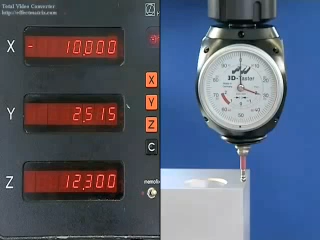 Total Video Converter
http://effectmatrix.com
X - 10.000
Y 2.515
Z 12.300
X
Y
Z
C
3D-Taster